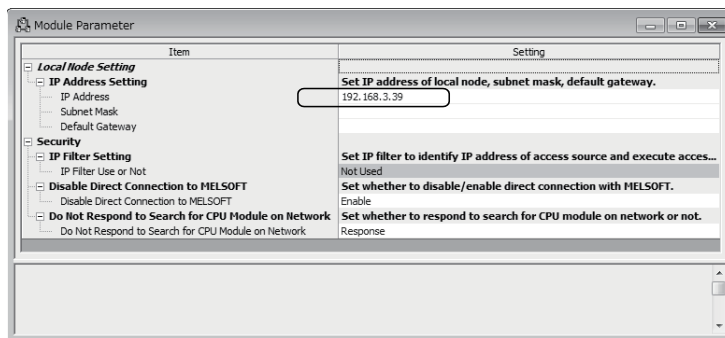 Module Parameter
Item Setting
Local Node Setting
IP Address Setting Set IP address of local node, subnet mask, default gateway.
IP Address 192.168.3.39
Subnet Mask
Default Gateway
Security
IP Filter Setting Set IP filter to identify IP address of access source and execute acces...
IP Filter Use or Not Not Used
Disable Direct Connection to MELSOFT Set whether to disable/enable direct connection with MELSOFT.
Disable Direct Connection to MELSOFT Enable
Do Not Respond to Search for CPU Module on Network Set whether to respond to search for CPU module on network or not.
Do Not Respond to Search for CPU Module on Network Response